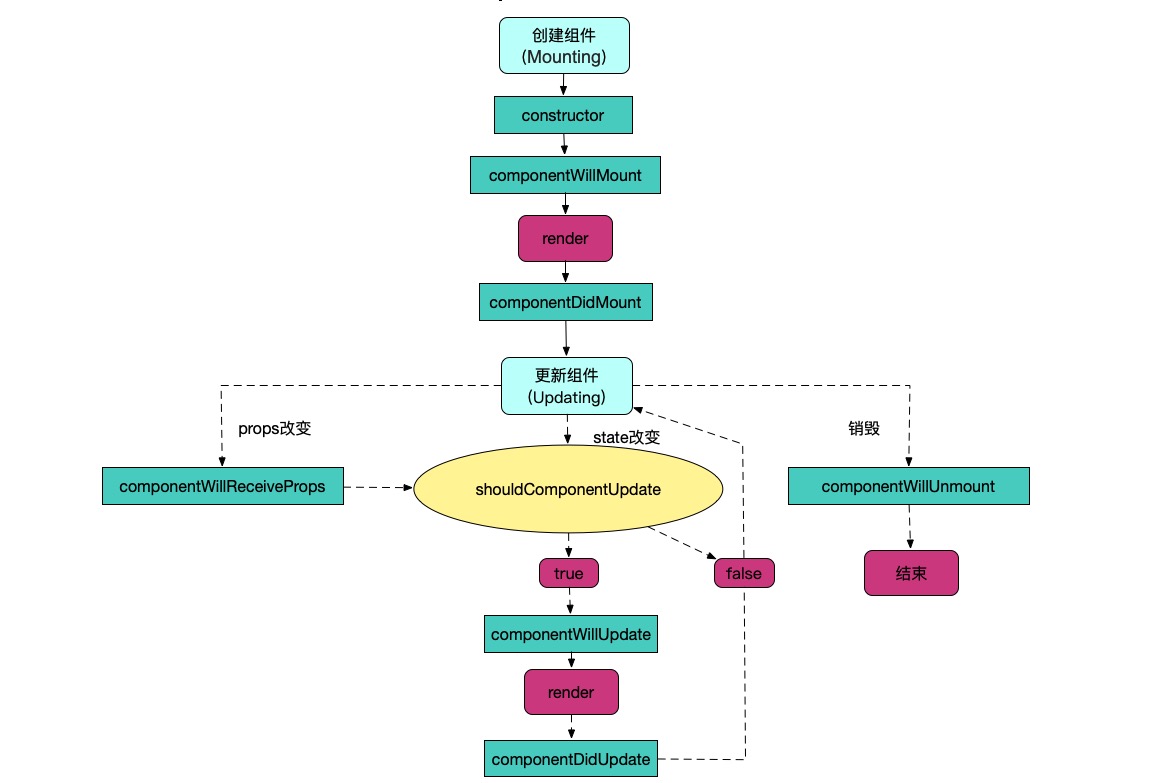 创建组件
(Mounting)
constructor
componentWillMount
render
componentDidMount
更新组件
(Updating)
props改变
state改变
销毁
componentWillReceiveProps
shouldComponentUpdate
componentWillUnmount
true
false
结束
componentWillUpdate
render
componentDidUpdate